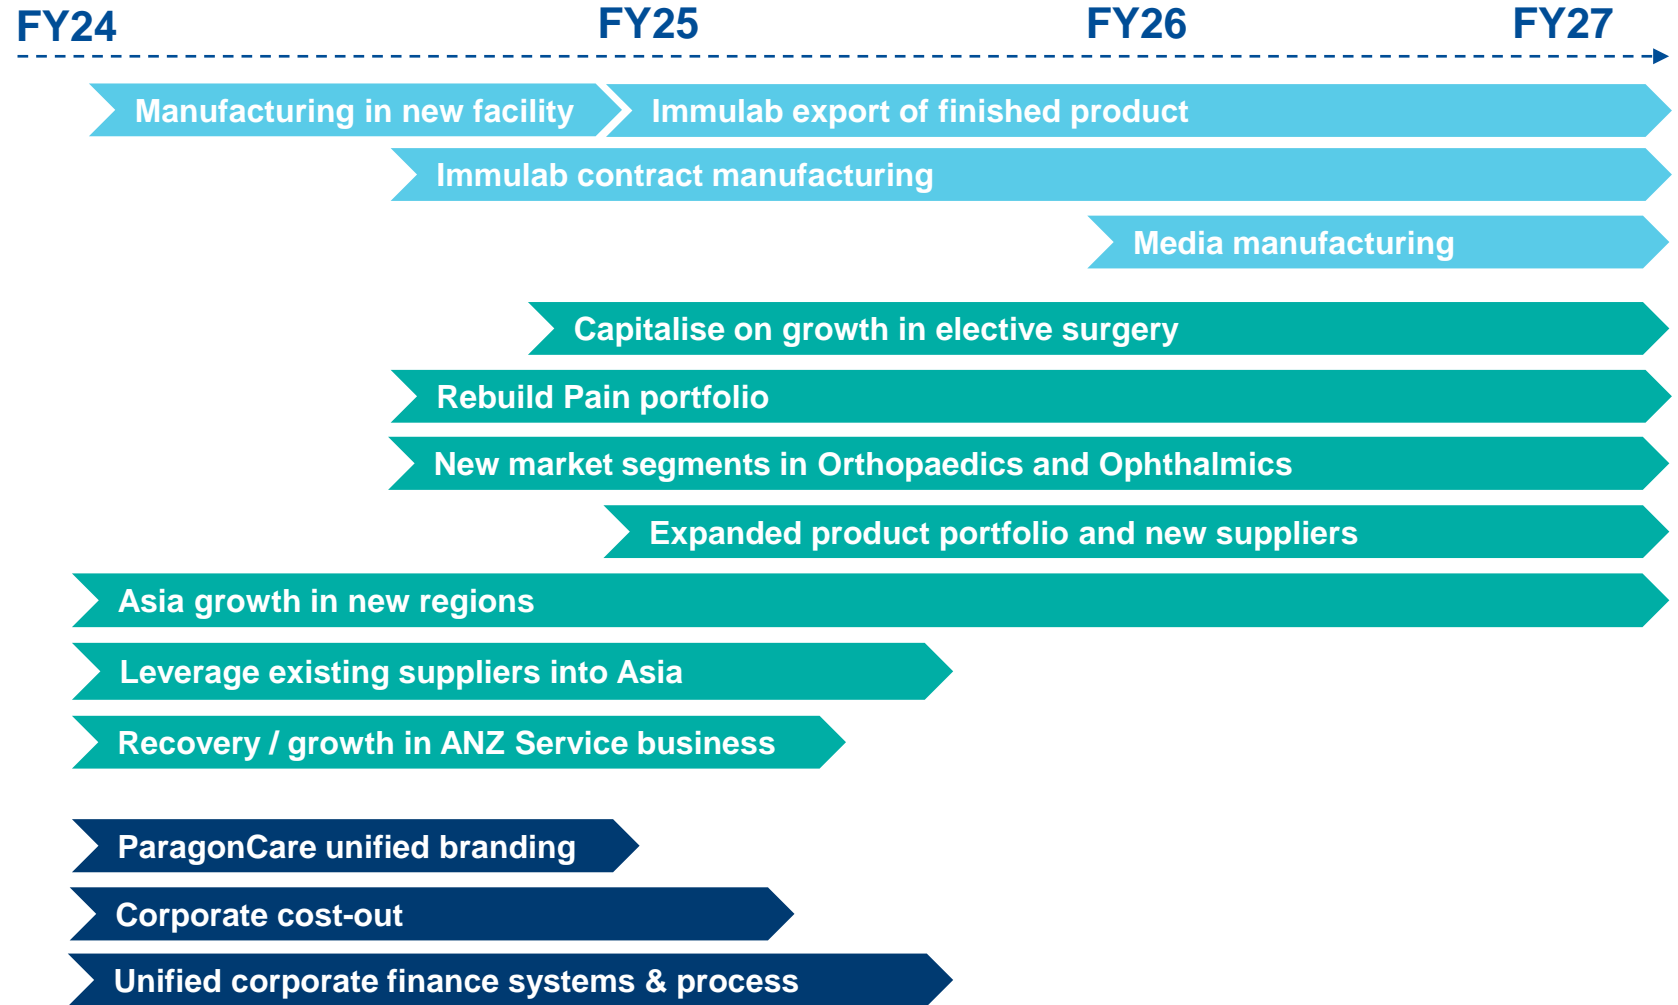 FY24 FY25 FY26 FY27
Manufacturing in new facility Immulab export of finished product
Immulab contract manufacturing
Media manufacturing
Capitalise on growth in elective surgery
Rebuild Pain portfolio
New market segments in Orthopaedics and Ophthalmics
Expanded product portfolio and new suppliers
Asia growth in new regions
Leverage existing suppliers into Asia
Recovery / growth in ANZ Service business
ParagonCare unified branding
Corporate cost-out
Unified corporate finance systems & process